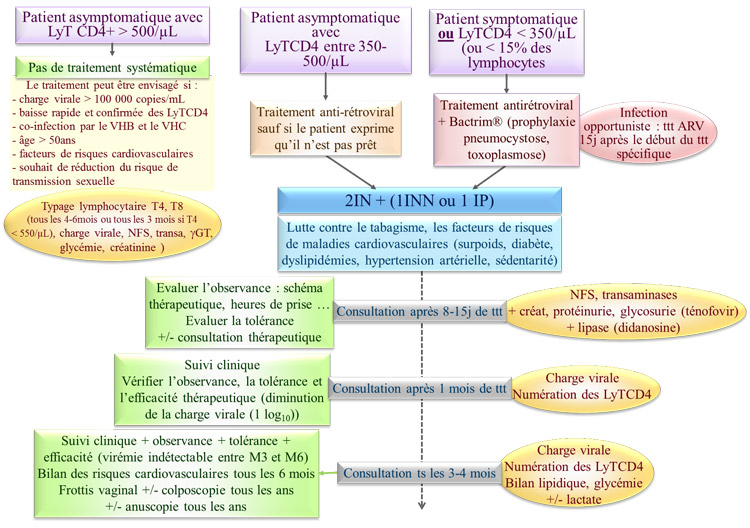 Patient asymptomatique avec
LyT CD4+ > 500/µL
Pas de traitement systématique
Le traitement peut être envisagé si :
- charge virale > 100 000 copies/mL
- baisse rapide et confirmée des LyTCD4
- co-infection par le VHB et le VHC
- âge > 50ans
- facteurs de risques cardiovasculaires
- souhait de réduction du risque de
transmission sexuelle
Typage lymphocytaire T4, T8
(tous les 4-6mois ou tous les 3 mois si T4
< 550/µL), charge virale, NFS, transa, γGT,
glycémie, créatinine )
Patient asymptomatique
avec
LyTCD4 entre 350-
500/µL
Traitement anti-rétroviral
sauf si le patient exprime
qu'il n'est pas prêt
Patient symptomatique
ou LyTCD4 < 350/µL
(ou < 15% des
lymphocytes
Traitement antirétroviral
+ Bactrim® (prophylaxie
pneumocystose,
toxoplasmose)
Infection
opportuniste : ttt ARV
15j après le début du ttt
spécifique
2IN + (1INN ou 1 IP)
Lutte contre le tabagisme, les facteurs de risques
de maladies cardiovasculaires (surpoids, diabète,
dyslipidémies, hypertension artérielle, sédentarité)
Evaluer l'observance : schéma
thérapeutique, heures de prise …
Evaluer la tolérance
+/- consultation thérapeutique
Consultation après 8-15j de ttt
NFS, transaminases
+ créat, protéinurie, glycosurie (ténofovir)
+ lipase (didanosine)
Suivi clinique
Vérifier l'observance, la tolérance et
l'efficacité thérapeutique (diminution
de la charge virale (1 log10))
Consultation après 1 mois de ttt
Charge virale
Numération des LyTCD4
Suivi clinique + observance + tolérance +
efficacité (virémie indétectable entre M3 et M6)
Bilan des risques cardiovasculaires tous les 6 mois
Frottis vaginal +/- colposcopie tous les ans
+/- anuscopie tous les ans
Consultation ts les 3-4 mois
Charge virale
Numération des LyTCD4
Bilan lipidique, glycémie
+/- lactate